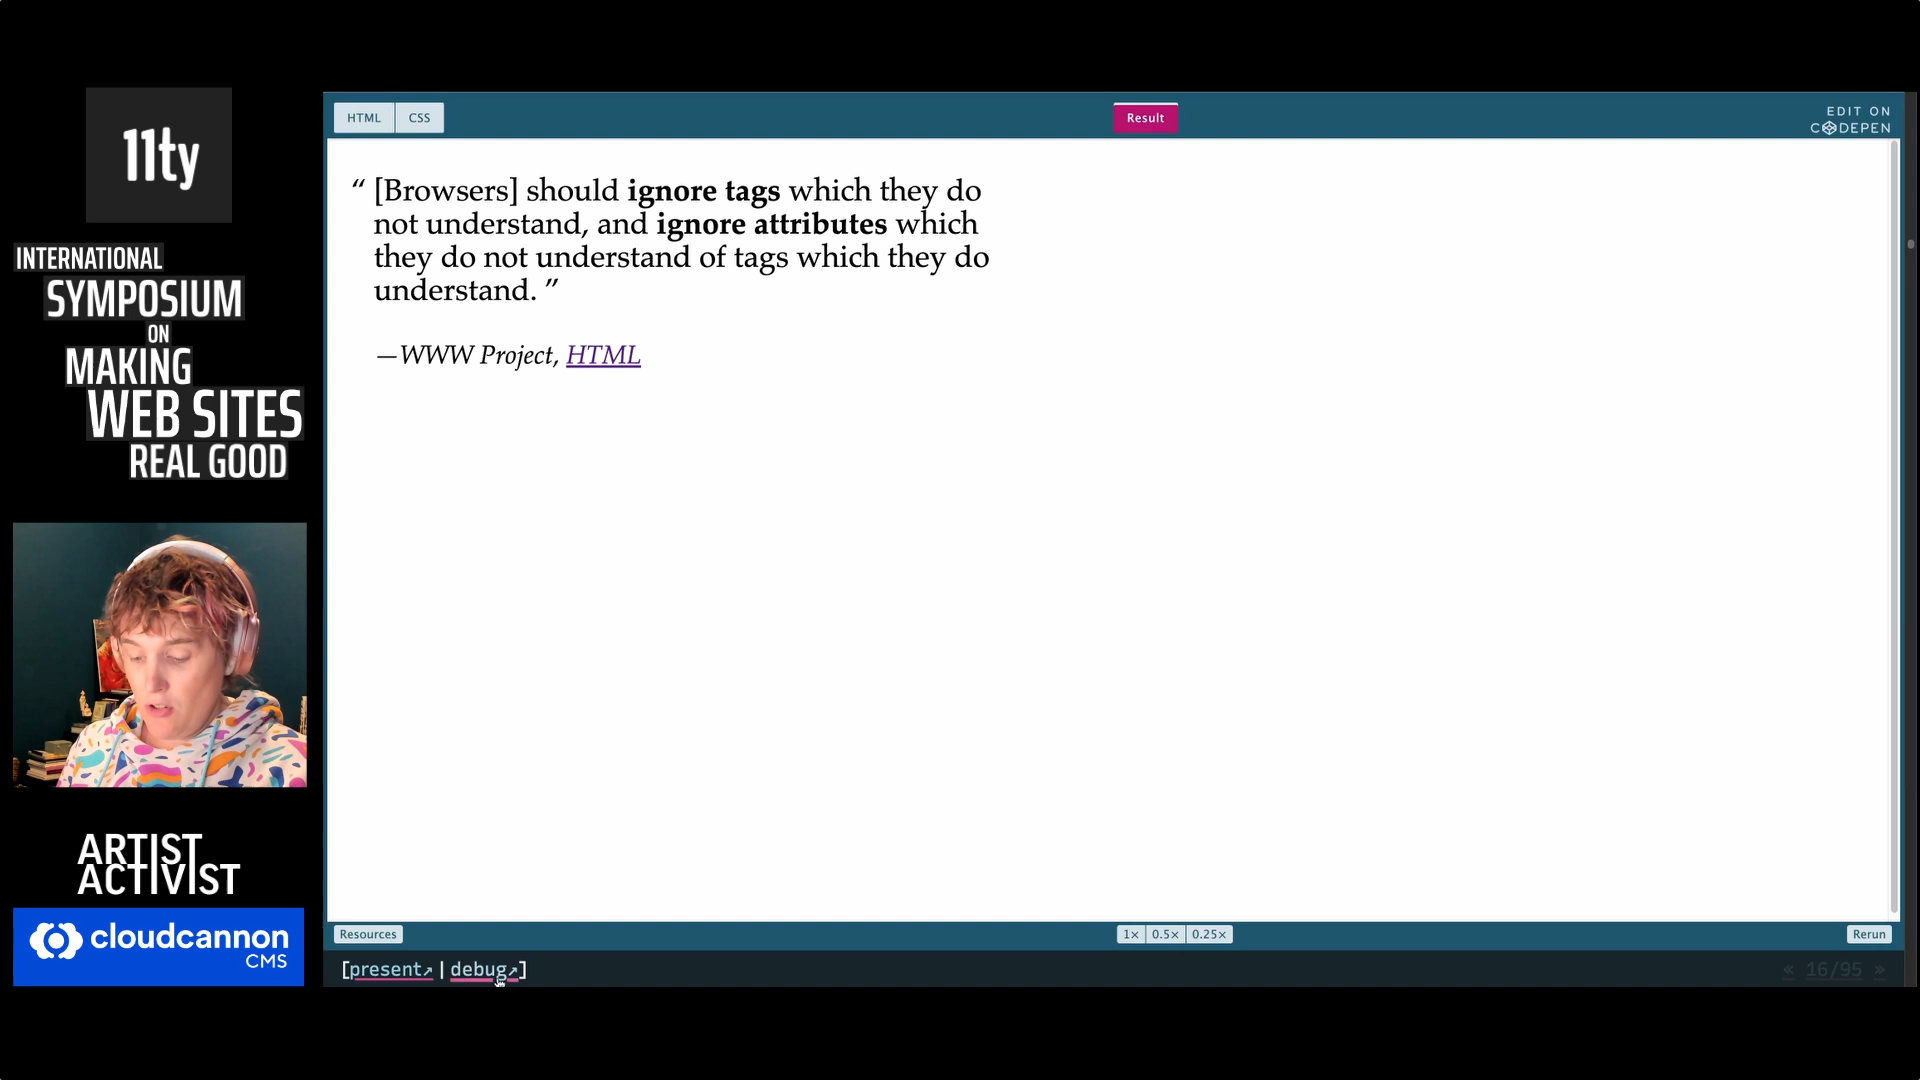 11ty
INTERNATIONAL
SYMPOSIUM
ON
MAKING
WEB SITES
REAL GOOD
ARTIST
ACTIVIST
cloudcannon
CMS
HTML CSS Result EDIT ON
CODEPEN
“ [Browsers] should ignore tags which they do
not understand, and ignore attributes which
they do not understand of tags which they do
understand. ”
—WWW Project, HTML
Resources 1× 0.5× 0.25× Rerun
[present↗ | debug↗] « 16/95 »